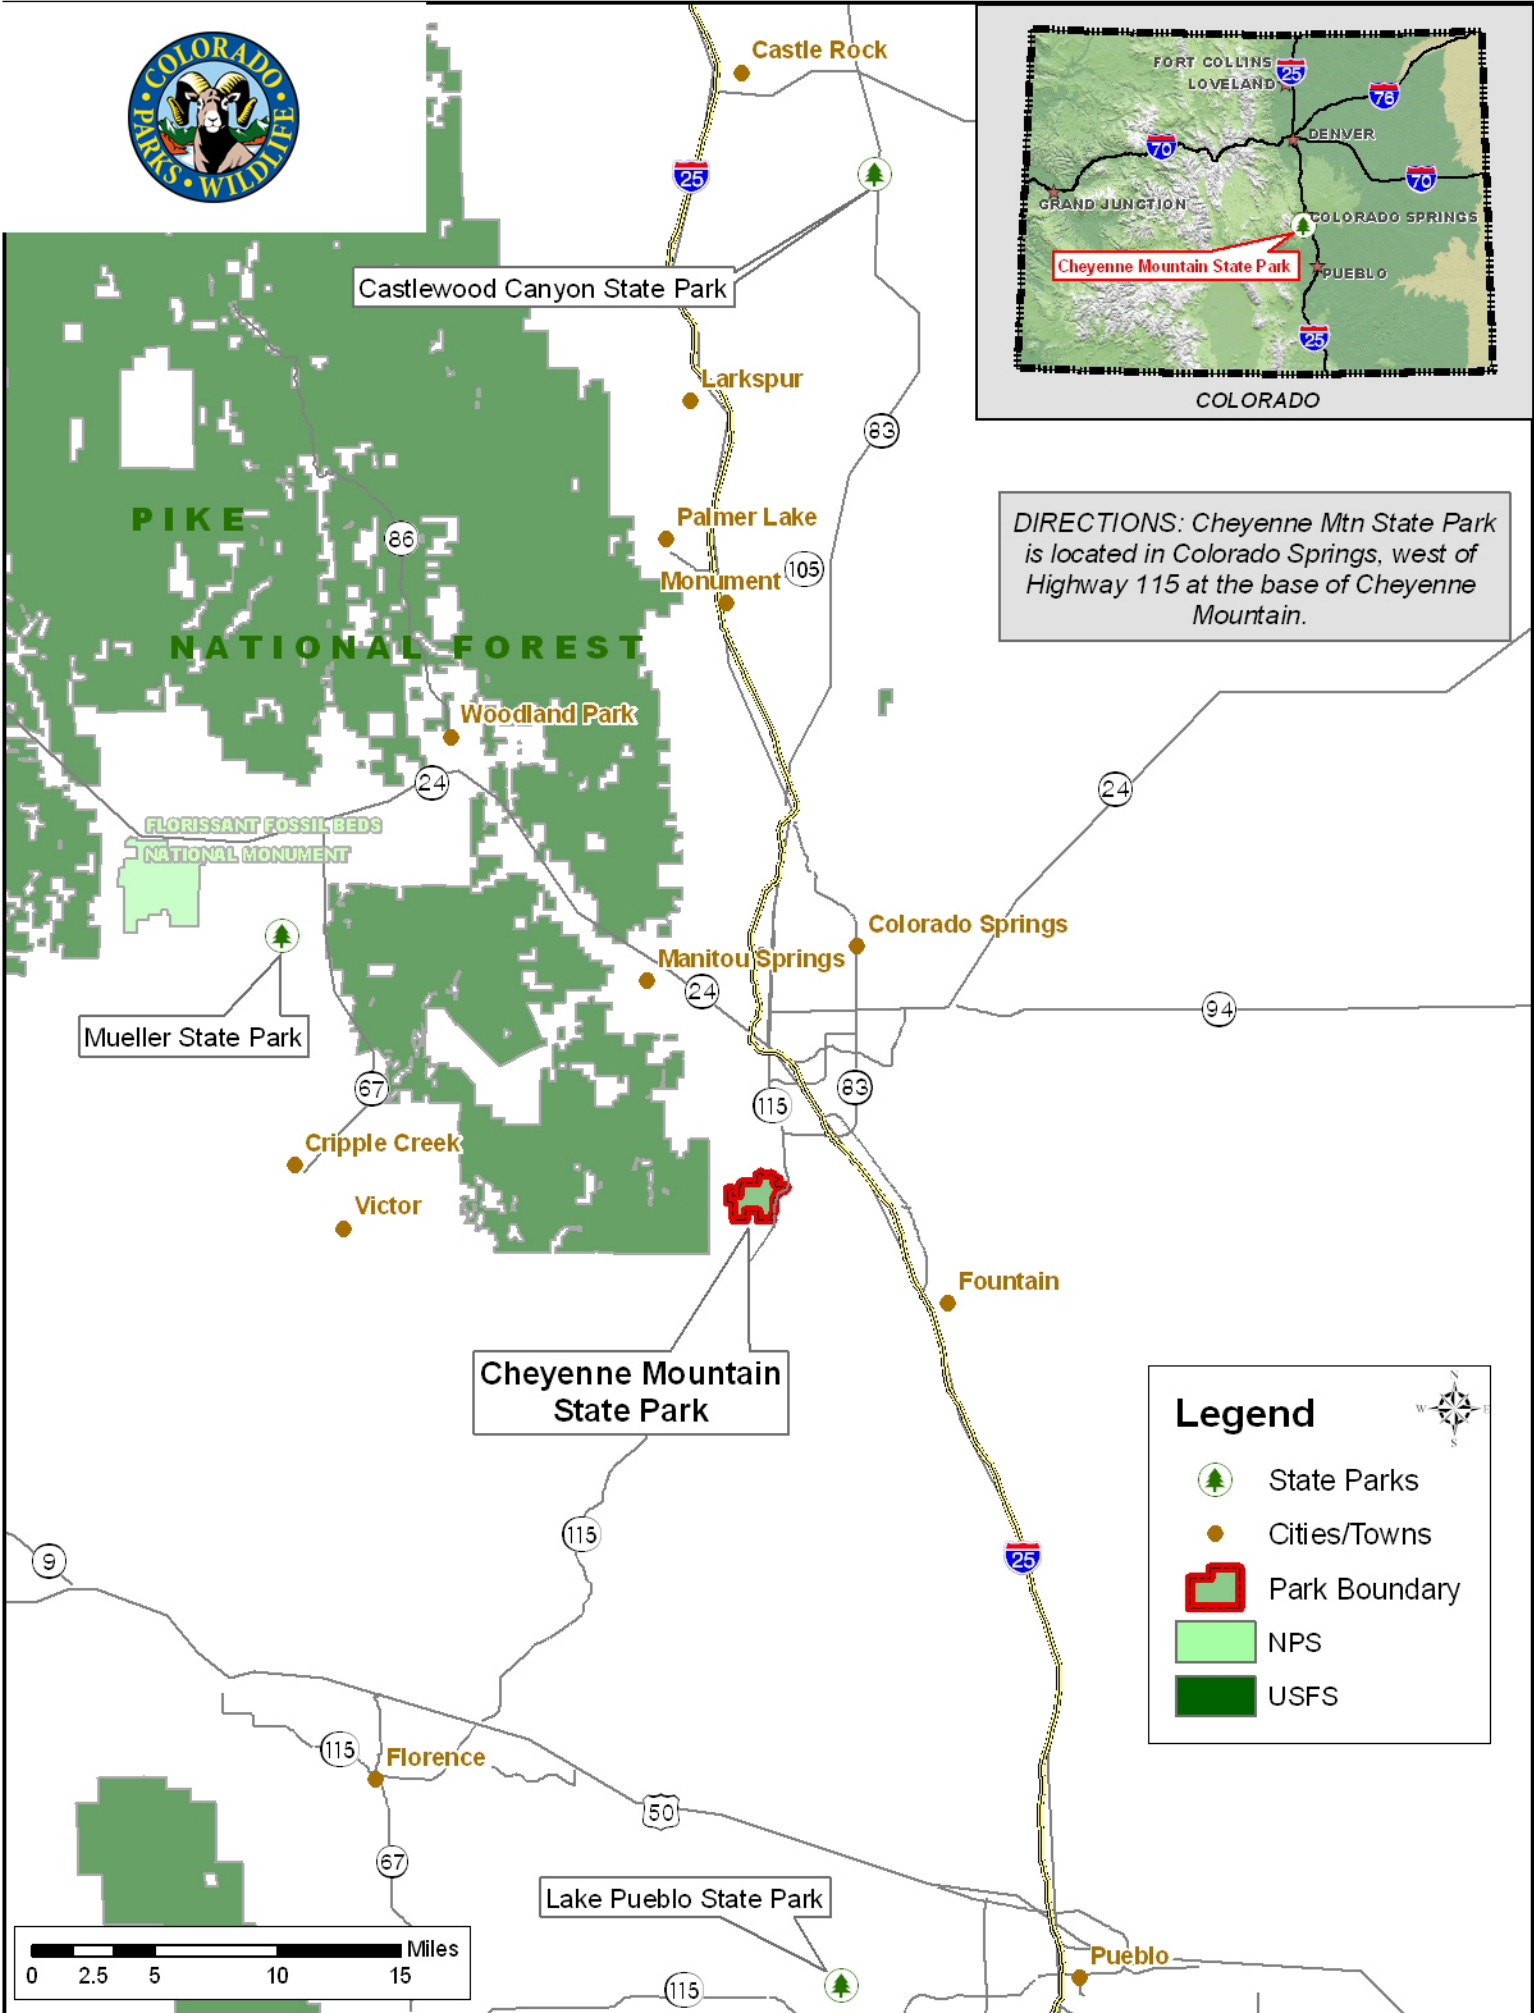 COLORADO
PARKS • WILDLIFE
Castle Rock
25
Castlewood Canyon State Park
Larkspur
83
Palmer Lake
105
Monument
PIKE
86
NATIONAL FOREST
Woodland Park
24
24
FLORISSANT FOSSIL BEDS
NATIONAL MONUMENT
Colorado Springs
Manitou Springs
24
94
Mueller State Park
67
83
115
Cripple Creek
Victor
Fountain
Cheyenne Mountain
State Park
115
9
25
115
Florence
50
67
Lake Pueblo State Park
Pueblo
115
Miles
0 2.5 5 10 15
FORT COLLINS
25
LOVELAND
76
DENVER
70
70
GRAND JUNCTION
COLORADO SPRINGS
Cheyenne Mountain State Park
PUEBLO
25
COLORADO
DIRECTIONS: Cheyenne Mtn State Park
is located in Colorado Springs, west of
Highway 115 at the base of Cheyenne
Mountain.
Legend
N
W E
S
State Parks
Cities/Towns
Park Boundary
NPS
USFS